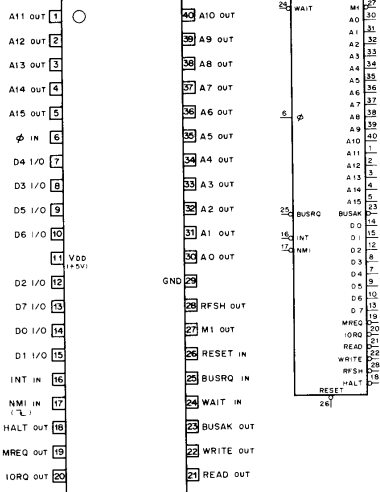 A11 OUT 1
A12 OUT 2
A13 OUT 3
A14 OUT 4
A15 OUT 5
φ IN 6
D4 I/O 7
D3 I/O 8
D5 I/O 9
D6 I/O 10
11 VDD
(+5V)
D2 I/O 12
D7 I/O 13
D0 I/O 14
D1 I/O 15
INT IN 16
NMI IN 17
HALT OUT 18
MREQ OUT 19
IORQ OUT 20
40 A10 OUT
39 A9 OUT
38 A8 OUT
37 A7 OUT
36 A6 OUT
35 A5 OUT
34 A4 OUT
33 A3 OUT
32 A2 OUT
31 A1 OUT
30 A0 OUT
GND 29
28 RFSH OUT
27 M1 OUT
26 RESET IN
25 BUSRQ IN
24 WAIT IN
23 BUSAK OUT
22 WRITE OUT
21 READ OUT
24 WAIT
6 φ
25 BUSRQ
16 INT
17 NMI
M1 27
A0 30
A1 31
A2 32
A3 33
A4 34
A5 35
A6 36
A7 37
A8 38
A9 39
A10 40
A11 1
A12 2
A13 3
A14 4
A15 5
BUSAK 23
D0 14
D1 15
D2 12
D3 8
D4 7
D5 9
D6 10
D7 13
MREQ 19
IORQ 20
READ 21
WRITE 22
RFSH 28
HALT 18
RESET
26